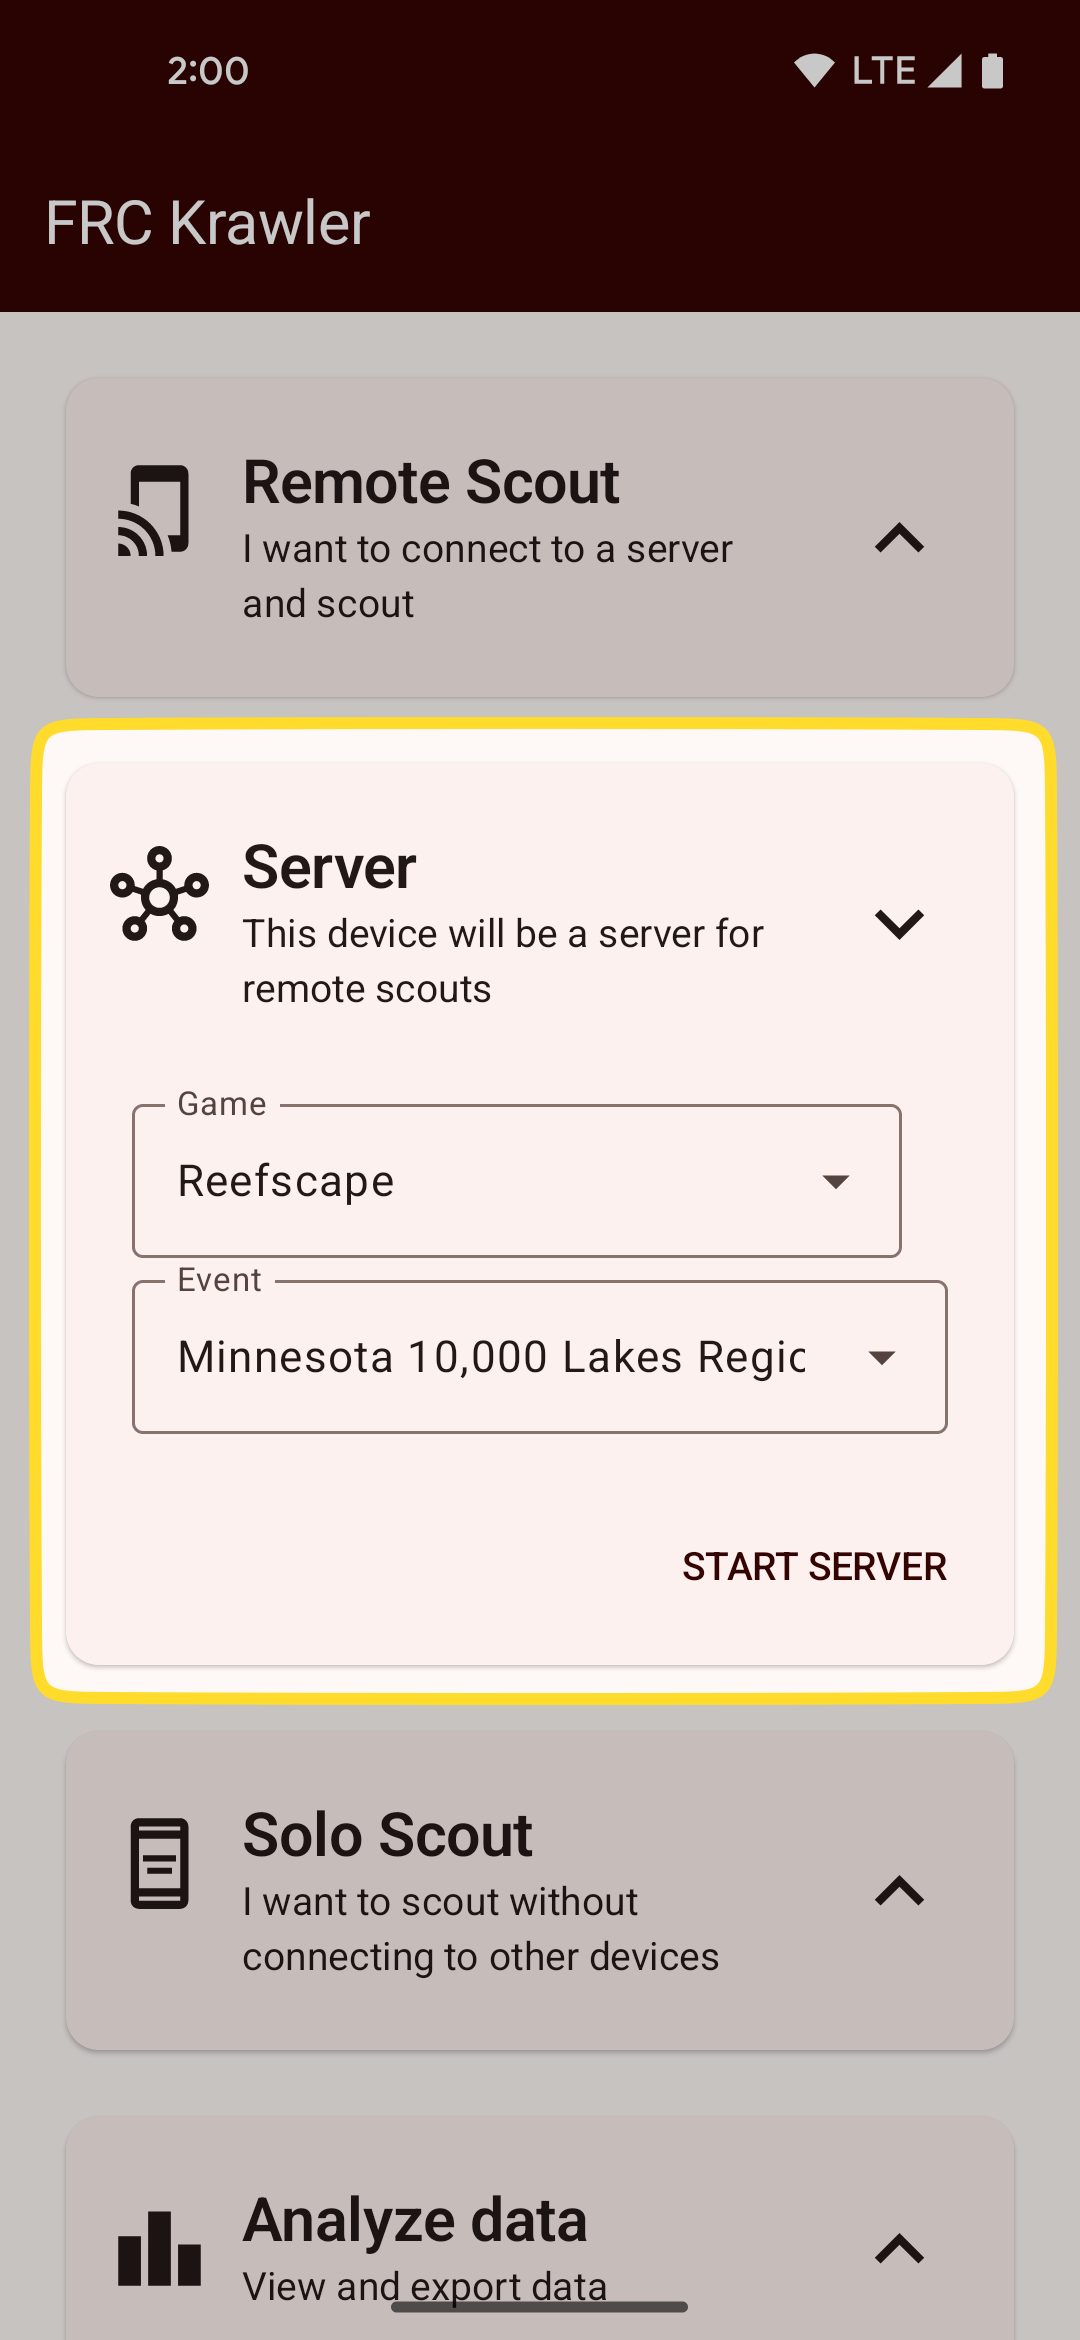 2:00
LTE
FRC Krawler
Remote Scout
I want to connect to a server
and scout
Server
This device will be a server for
remote scouts
Game
Reefscape
Event
Minnesota 10,000 Lakes Regio
START SERVER
Solo Scout
I want to scout without
connecting to other devices
Analyze data
View and export data